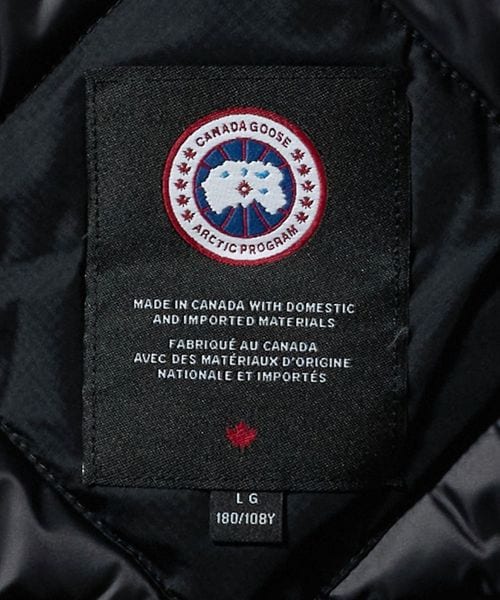 CANADA GOOSE
ARCTIC PROGRAM
MADE IN CANADA WITH DOMESTIC
AND IMPORTED MATERIALS
FABRIQUÉ AU CANADA
AVEC DES MATÉRIAUX D'ORIGINE
NATIONALE ET IMPORTÉS
LG
180/108Y